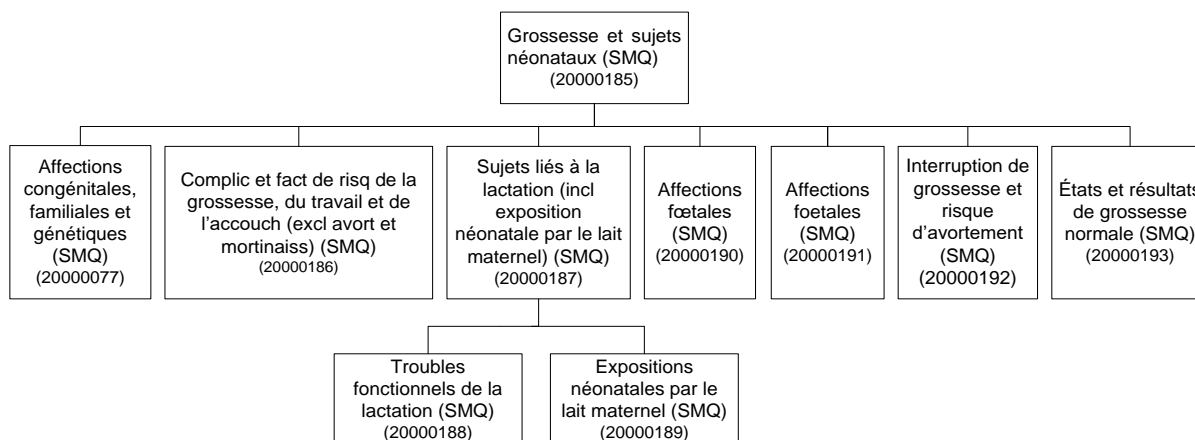 Grossesse et sujets
néonataux (SMQ)
(20000185)
Affections
congénitales,
familiales et
génétiques
(SMQ)
(20000077)
Complic et fact de risq de la
grossesse, du travail et de
l'accouch (excl avort et
mortinaiss) (SMQ)
(20000186)
Sujets liés à la
lactation (incl
exposition
néonatale par le lait
maternel) (SMQ)
(20000187)
Affections
fœtales
(SMQ)
(20000190)
Affections
foetales
(SMQ)
(20000191)
Interruption de
grossesse et
risque
d'avortement
(SMQ)
(20000192)
États et résultats
de grossesse
normale (SMQ)
(20000193)
Troubles
fonctionnels de la
lactation (SMQ)
(20000188)
Expositions
néonatales par le
lait maternel (SMQ)
(20000189)